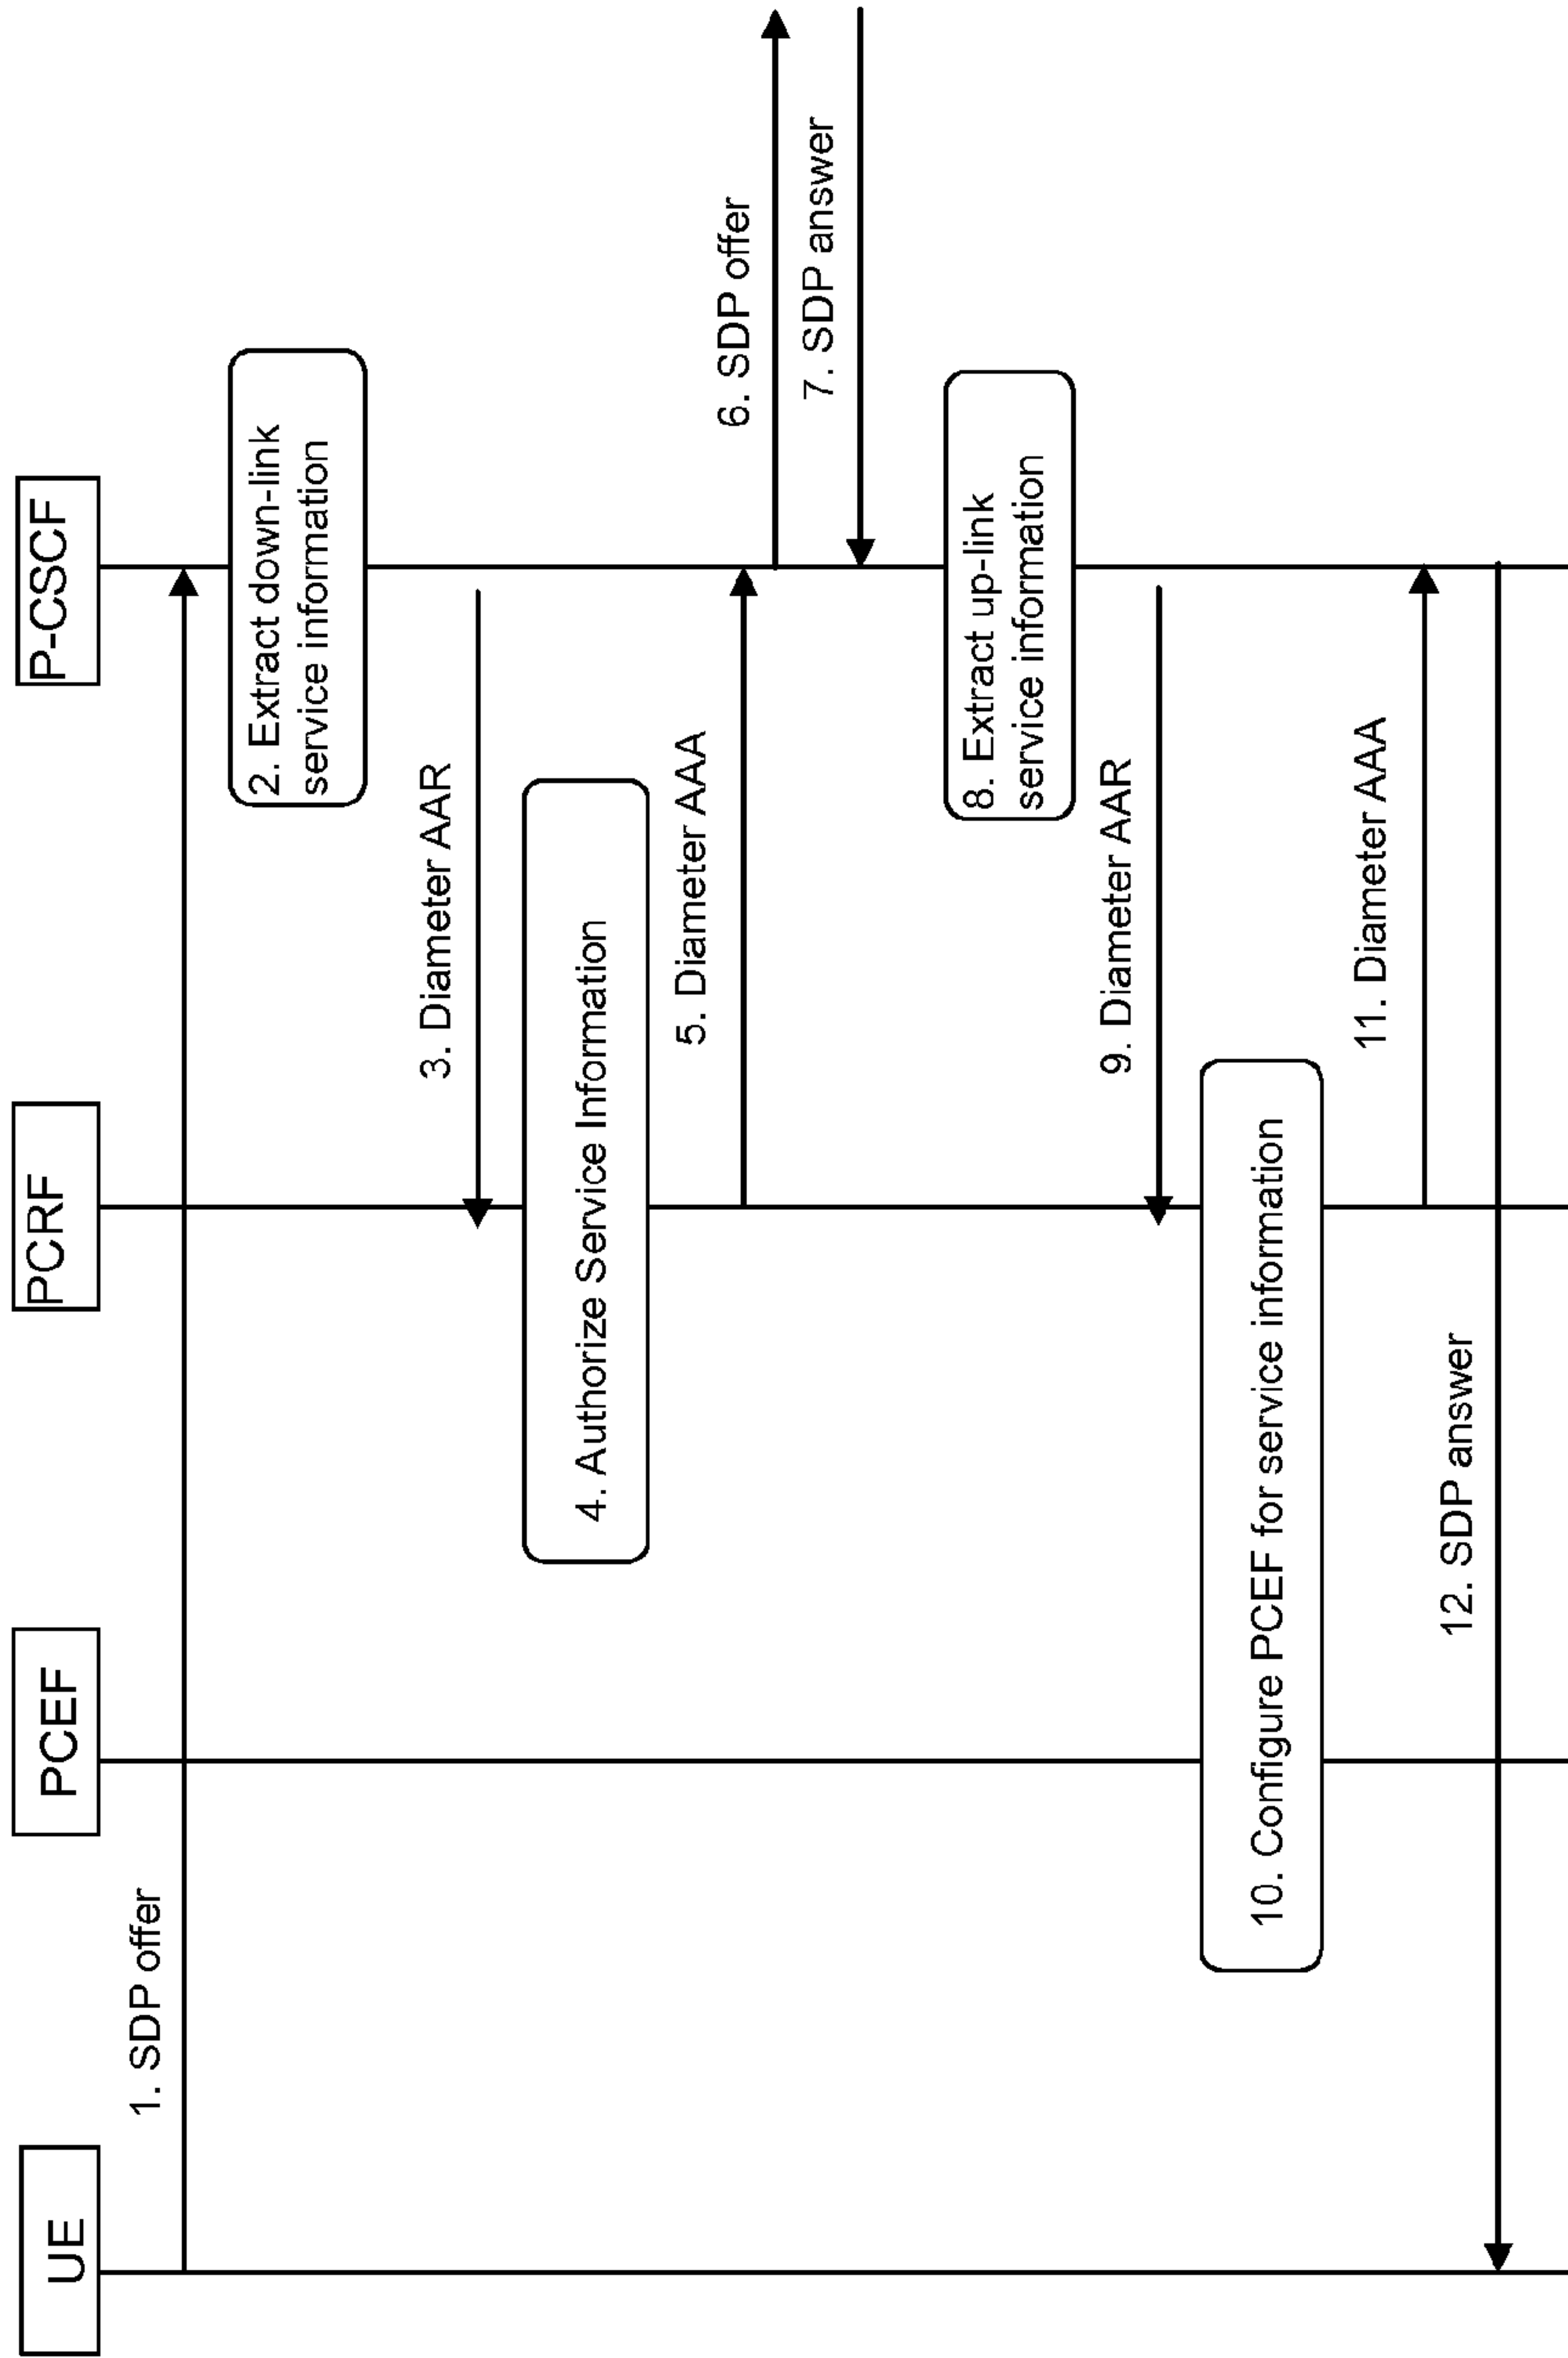 UE
PCEF
PCRF
P-CSCF
1. SDP offer
2. Extract down-link
service information
3. Diameter AAR
4. Authorize Service Information
5. Diameter AAA
6. SDP offer
7. SDP answer
8. Extract up-link
service information
9. Diameter AAR
10. Configure PCEF for service information
11. Diameter AAA
12. SDP answer